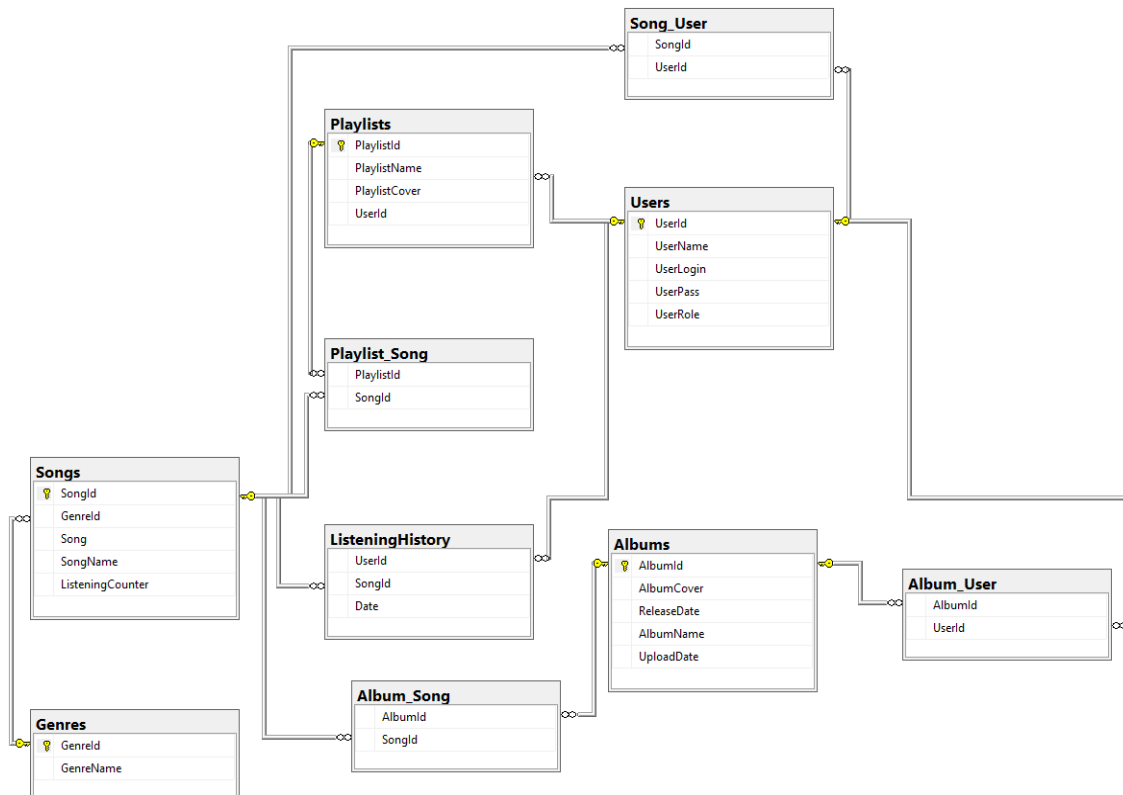 Song_User
SongId
UserId
Playlists
PlaylistId
PlaylistName
PlaylistCover
UserId
Users
UserId
UserName
UserLogin
UserPass
UserRole
Playlist_Song
PlaylistId
SongId
Songs
SongId
GenreId
Song
SongName
ListeningCounter
ListeningHistory
UserId
SongId
Date
Albums
AlbumId
AlbumCover
ReleaseDate
AlbumName
UploadDate
Album_User
AlbumId
UserId
Album_Song
AlbumId
SongId
Genres
GenreId
GenreName